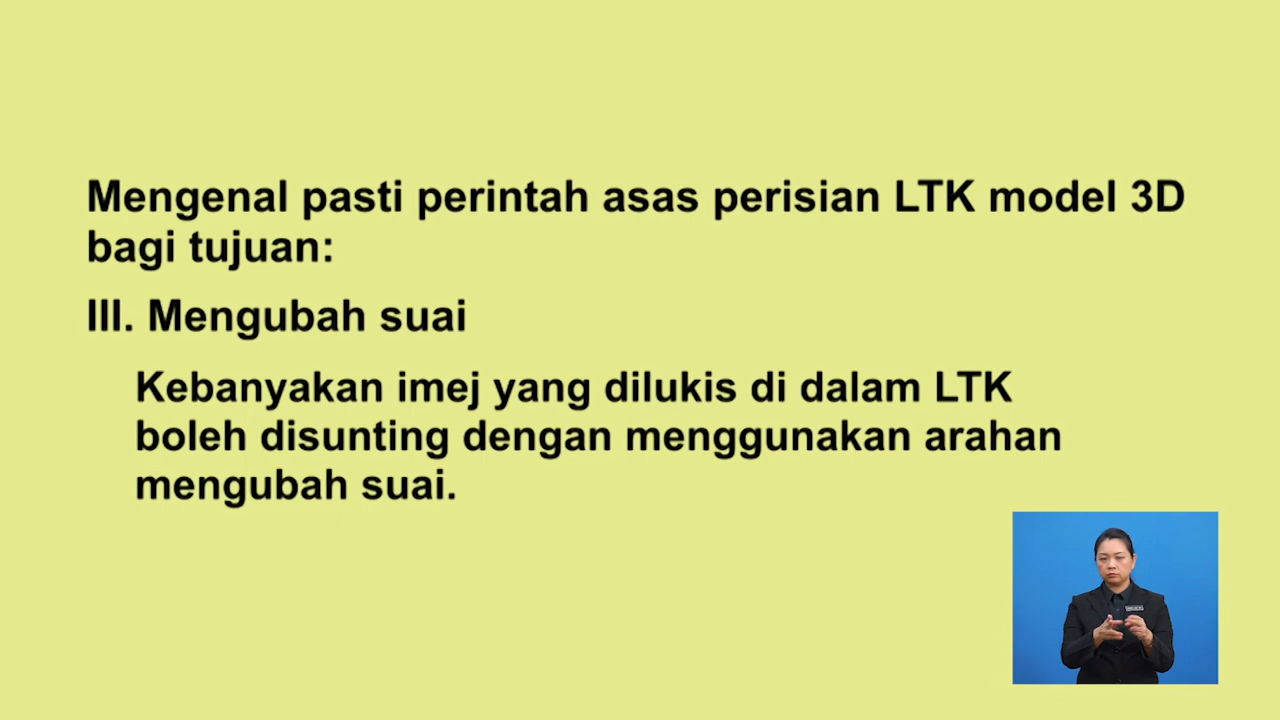 Mengenal pasti perintah asas perisian LTK model 3D
bagi tujuan:
III. Mengubah suai
Kebanyakan imej yang dilukis di dalam LTK
boleh disunting dengan menggunakan arahan
mengubah suai.